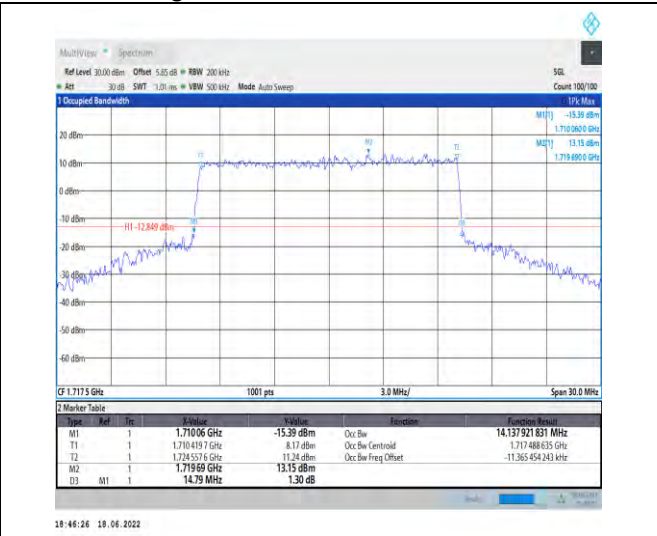 MultiView Spectrum
Ref Level 30.00 dBm Offset 5.85 dB RBW 200 kHz SGL
Att 30 dB SWT 1.01 ms VBW 500 kHz Mode Auto Sweep Count 100/100
1 Occupied Bandwidth 1Pk Max
M1[1] -15.39 dBm
1.710 060 0 GHz
M2[1] 13.15 dBm
1.719 690 0 GHz
20 dBm
M2
T1
T2
10 dBm
0 dBm
-10 dBm
H1 -12.849 dBm
M1
D3
-20 dBm
-30 dBm
-40 dBm
-50 dBm
-60 dBm
CF 1.717 5 GHz 1001 pts 3.0 MHz/ Span 30.0 MHz
2 Marker Table
Type Ref Trc X-Value Y-Value Function Function Result
M1 1 1.710 06 GHz -15.39 dBm Occ Bw 14.137 921 831 MHz
T1 1 1.710 419 7 GHz 8.17 dBm Occ Bw Centroid 1.717 488 635 GHz
T2 1 1.724 557 6 GHz 11.24 dBm Occ Bw Freq Offset -11.365 454 243 kHz
M2 1 1.719 69 GHz 13.15 dBm
D3 M1 1 14.79 MHz 1.30 dB
18:46:26 18.06.2022